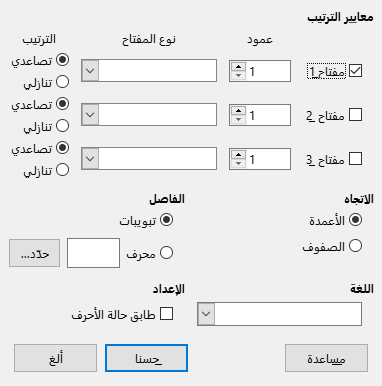 معايير الترتيب
عمود نوع المفتاح الترتيب
مفتاح 1 1 تصاعدي
تنازلي
مفتاح 2 1 تصاعدي
تنازلي
مفتاح 3 1 تصاعدي
تنازلي
الاتجاه الفاصل
الأعمدة تبويبات
الصفوف محرف حدّد...
اللغة الإعداد
طابق حالة الأحرف
مساعدة حسنا ألغ